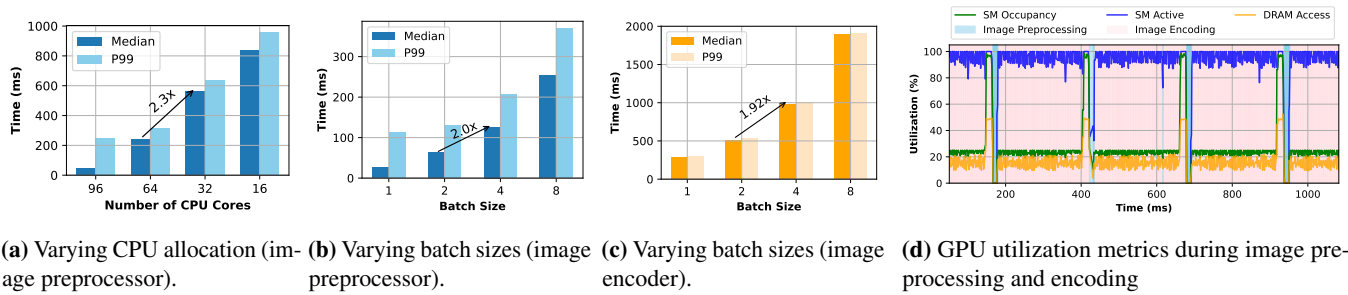 1000
800
600
400
200
0
Time (ms)
Median
P99
2.3x
96 64 32 16
Number of CPU Cores
300
200
100
0
Time (ms)
Median
P99
2.0x
1 2 4 8
Batch Size
2000
1500
1000
500
0
Time (ms)
Median
P99
1.92x
1 2 4 8
Batch Size
SM Occupancy SM Active DRAM Access
Image Preprocessing Image Encoding
100
80
60
40
20
0
Utilization (%)
200 400 600 800 1000
Time (ms)
(a) Varying CPU allocation (im-
age preprocessor).
(b) Varying batch sizes (image
preprocessor).
(c) Varying batch sizes (image
encoder).
(d) GPU utilization metrics during image pre-
processing and encoding